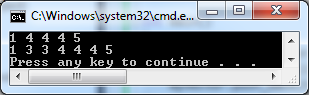 C:\Windows\system32\cmd.e...
1 4 4 4 5
1 3 3 4 4 4 5
Press any key to continue . . .